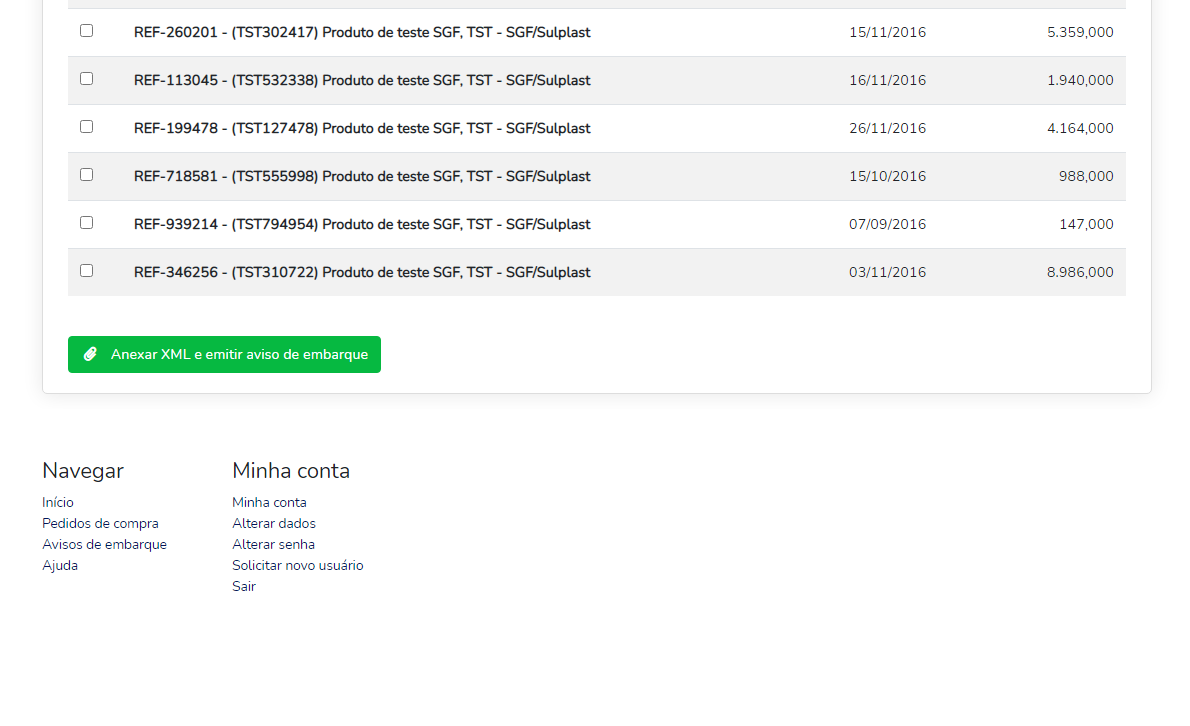 REF-260201 - (TST302417) Produto de teste SGF, TST - SGF/Sulplast 15/11/2016 5.359,000
REF-113045 - (TST532338) Produto de teste SGF, TST - SGF/Sulplast 16/11/2016 1.940,000
REF-199478 - (TST127478) Produto de teste SGF, TST - SGF/Sulplast 26/11/2016 4.164,000
REF-718581 - (TST555998) Produto de teste SGF, TST - SGF/Sulplast 15/10/2016 988,000
REF-939214 - (TST794954) Produto de teste SGF, TST - SGF/Sulplast 07/09/2016 147,000
REF-346256 - (TST310722) Produto de teste SGF, TST - SGF/Sulplast 03/11/2016 8.986,000
Anexar XML e emitir aviso de embarque
Navegar
Início
Pedidos de compra
Avisos de embarque
Ajuda
Minha conta
Minha conta
Alterar dados
Alterar senha
Solicitar novo usuário
Sair